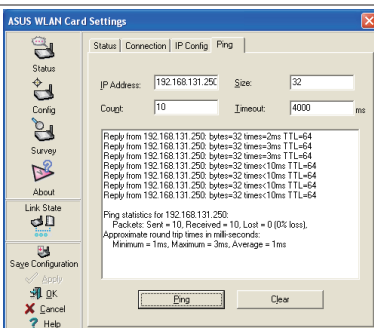 ASUS WLAN Card Settings
Status
Config
Survey
About
Link State
Save Configuration
Apply
OK
Cancel
Help
Status Connection IP Config Ping
IP Address: 192.168.131.250 Size: 32
Count: 10 Timeout: 4000 ms
Reply from 192.168.131.250: bytes=32 times=2ms TTL=64
Reply from 192.168.131.250: bytes=32 times=3ms TTL=64
Reply from 192.168.131.250: bytes=32 times=3ms TTL=64
Reply from 192.168.131.250: bytes=32 times<10ms TTL=64
Reply from 192.168.131.250: bytes=32 times<10ms TTL=64
Reply from 192.168.131.250: bytes=32 times<10ms TTL=64
Reply from 192.168.131.250: bytes=32 times<10ms TTL=64
Ping statistics for 192.168.131.250:
Packets: Sent = 10, Received = 10, Lost = 0 (0% loss),
Approximate round trip times in milli-seconds:
Minimum = 1ms, Maximum = 3ms, Average = 1ms
Ping Clear